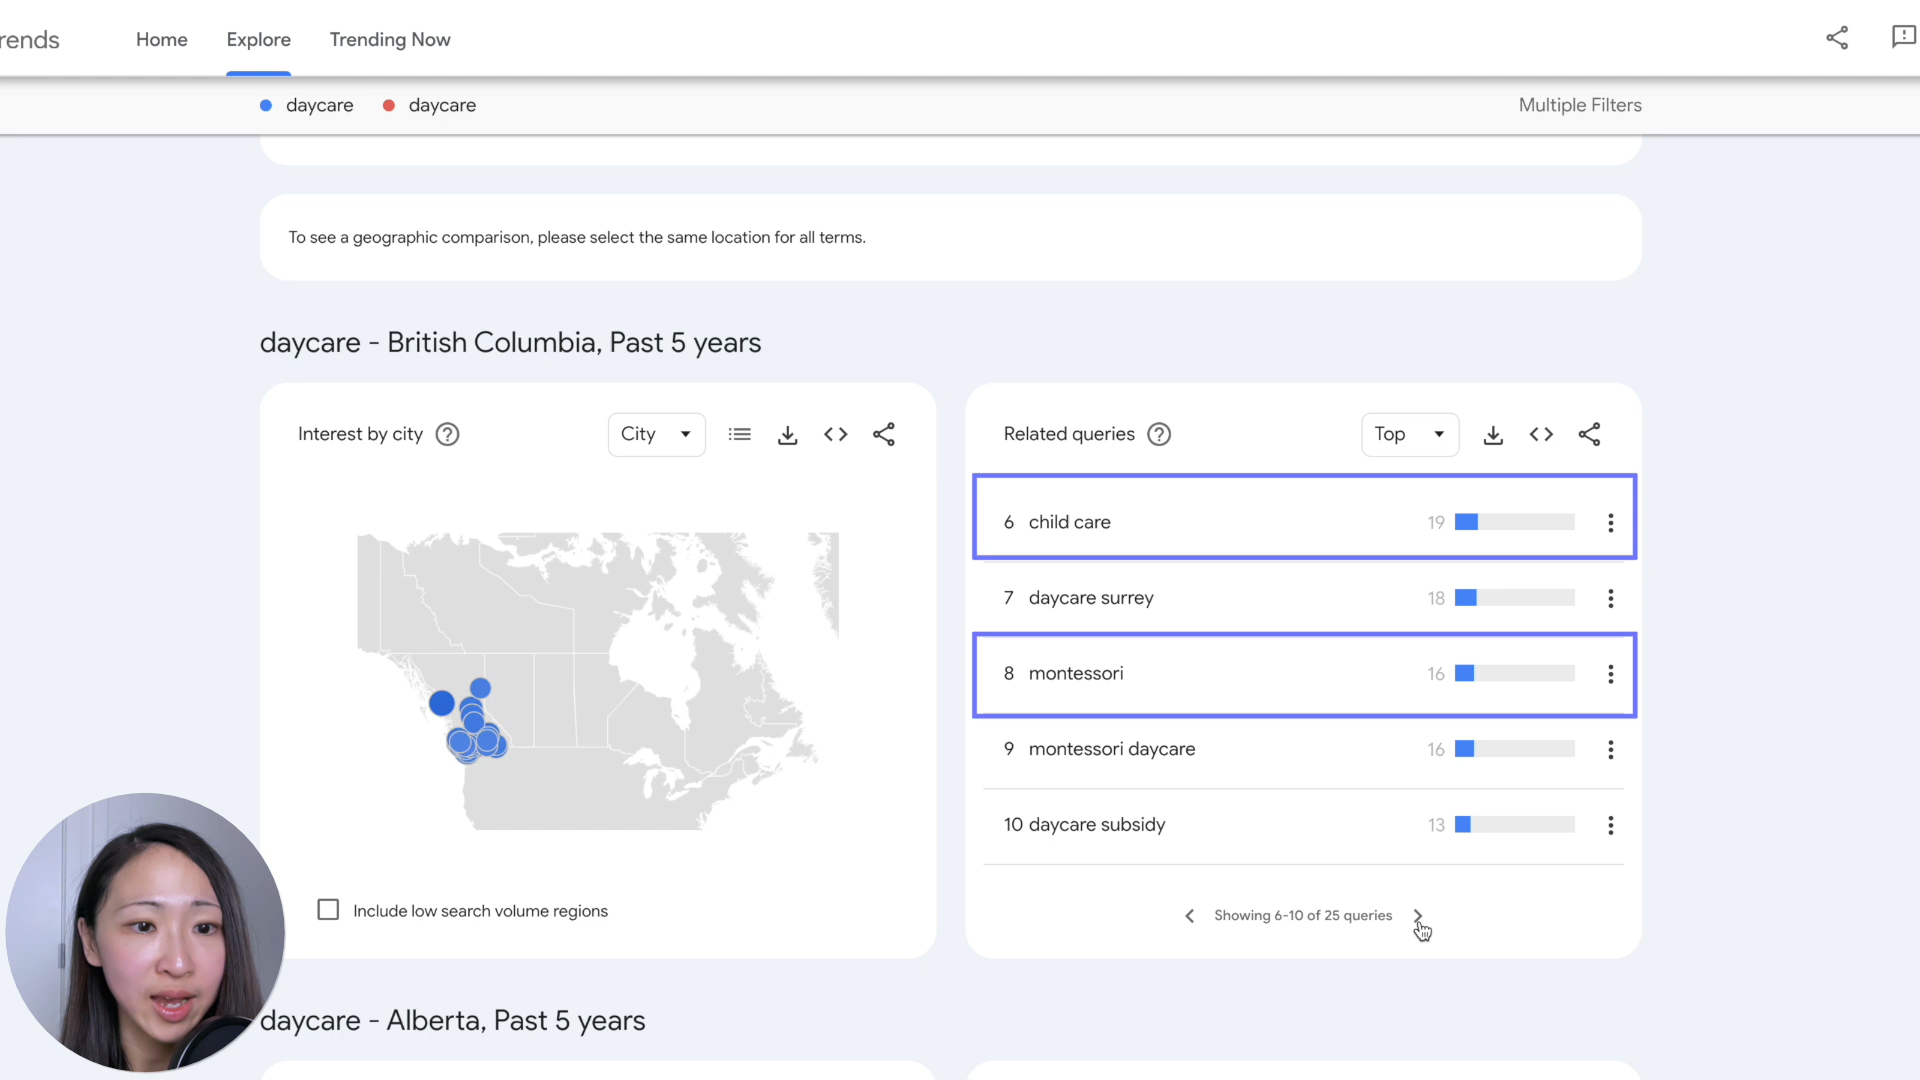 rends
Home
Explore
Trending Now
daycare
daycare
Multiple Filters
To see a geographic comparison, please select the same location for all terms.
daycare - British Columbia, Past 5 years
Interest by city
City
Related queries
Top
6 child care 19
7 daycare surrey 18
8 montessori 16
9 montessori daycare 16
10 daycare subsidy 13
Include low search volume regions
Showing 6-10 of 25 queries
daycare - Alberta, Past 5 years